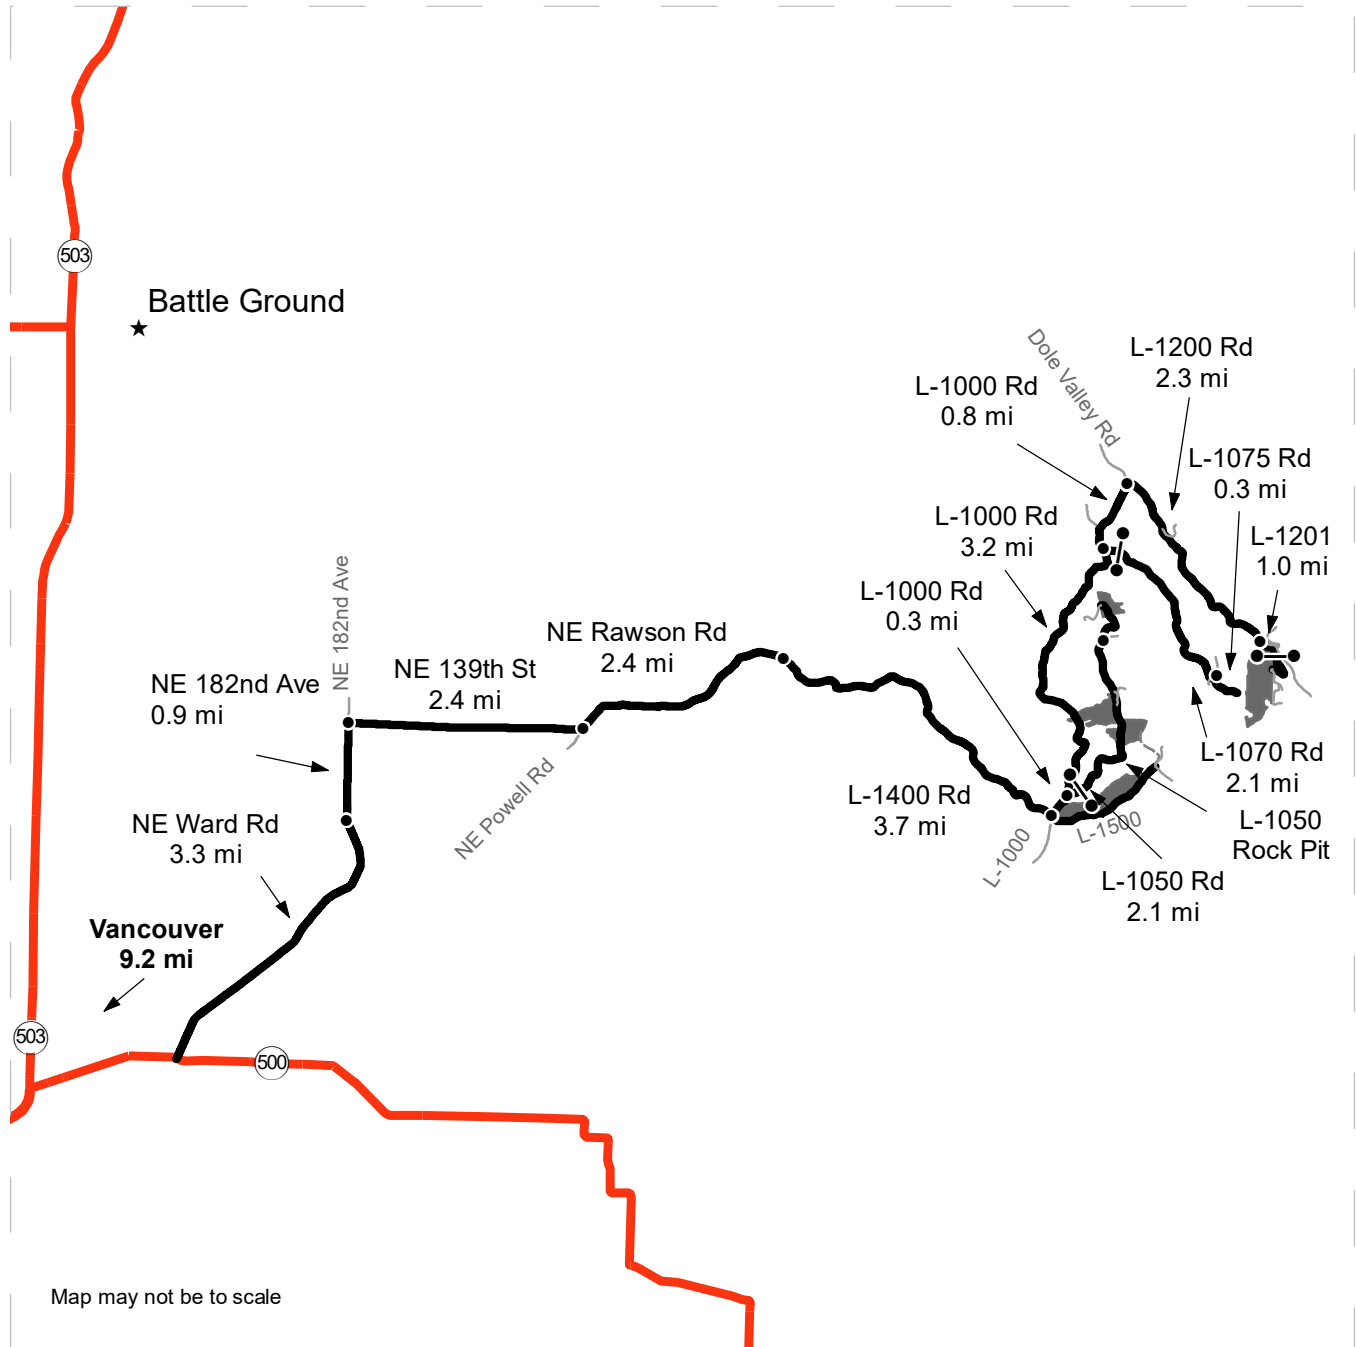 503
Battle Ground
Dole Valley Rd
L-1200 Rd
2.3 mi
L-1000 Rd
0.8 mi
L-1075 Rd
0.3 mi
L-1000 Rd
3.2 mi
L-1201
1.0 mi
L-1000 Rd
0.3 mi
NE 182nd Ave
NE Rawson Rd
2.4 mi
NE 139th St
2.4 mi
NE 182nd Ave
0.9 mi
NE Powell Rd
L-1070 Rd
2.1 mi
L-1400 Rd
3.7 mi
L-1000
L-1500
L-1050
Rock Pit
NE Ward Rd
3.3 mi
L-1050 Rd
2.1 mi
Vancouver
9.2 mi
503
500
Map may not be to scale